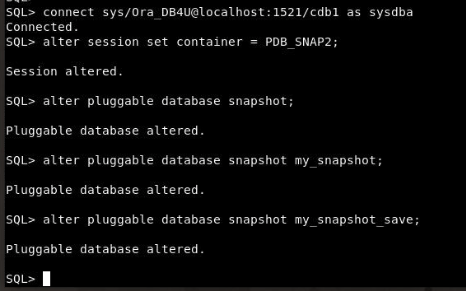 SQL>
SQL> connect sys/Ora_DB4U@localhost:1521/cdb1 as sysdba
Connected.
SQL> alter session set container = PDB_SNAP2;
Session altered.
SQL> alter pluggable database snapshot;
Pluggable database altered.
SQL> alter pluggable database snapshot my_snapshot;
Pluggable database altered.
SQL> alter pluggable database snapshot my_snapshot_save;
Pluggable database altered.
SQL>